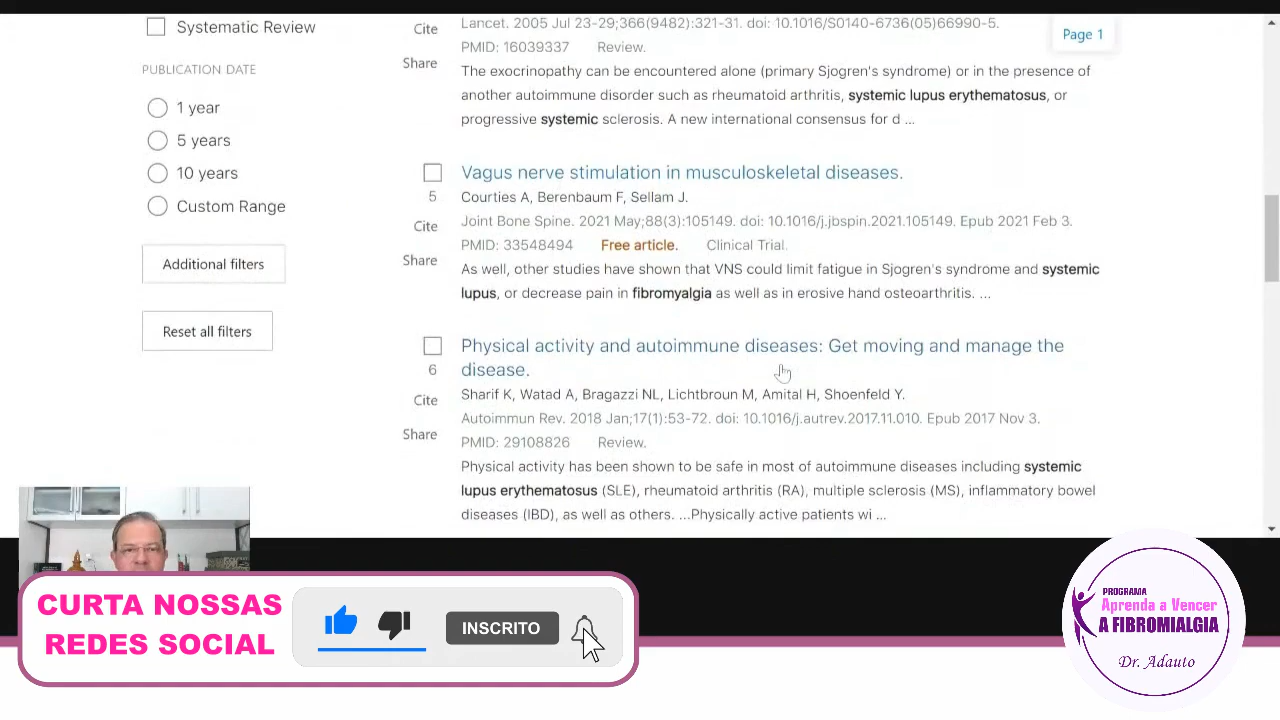 Systematic Review
PUBLICATION DATE
1 year
5 years
10 years
Custom Range
Additional filters
Reset all filters
Page 1
Cite
Share
Lancet. 2005 Jul 23-29;366(9482):321-31. doi: 10.1016/S0140-6736(05)66990-5.
PMID: 16039337 Review.
The exocrinopathy can be encountered alone (primary Sjogren's syndrome) or in the presence of
another autoimmune disorder such as rheumatoid arthritis, systemic lupus erythematosus, or
progressive systemic sclerosis. A new international consensus for d ...
5
Cite
Share
Vagus nerve stimulation in musculoskeletal diseases.
Courties A, Berenbaum F, Sellam J.
Joint Bone Spine. 2021 May;88(3):105149. doi: 10.1016/j.jbspin.2021.105149. Epub 2021 Feb 3.
PMID: 33548494 Free article. Clinical Trial.
As well, other studies have shown that VNS could limit fatigue in Sjogren's syndrome and systemic
lupus, or decrease pain in fibromyalgia as well as in erosive hand osteoarthritis. ...
6
Cite
Share
Physical activity and autoimmune diseases: Get moving and manage the
disease.
Sharif K, Watad A, Bragazzi NL, Lichtbroun M, Amital H, Shoenfeld Y.
Autoimmun Rev. 2018 Jan;17(1):53-72. doi: 10.1016/j.autrev.2017.11.010. Epub 2017 Nov 3.
PMID: 29108826 Review.
Physical activity has been shown to be safe in most of autoimmune diseases including systemic
lupus erythematosus (SLE), rheumatoid arthritis (RA), multiple sclerosis (MS), inflammatory bowel
diseases (IBD), as well as others. ...Physically active patients wi ...
CURTA NOSSAS
REDES SOCIAL
INSCRITO
PROGRAMA
Aprenda a Vencer
A FIBROMIALGIA
Dr. Adauto